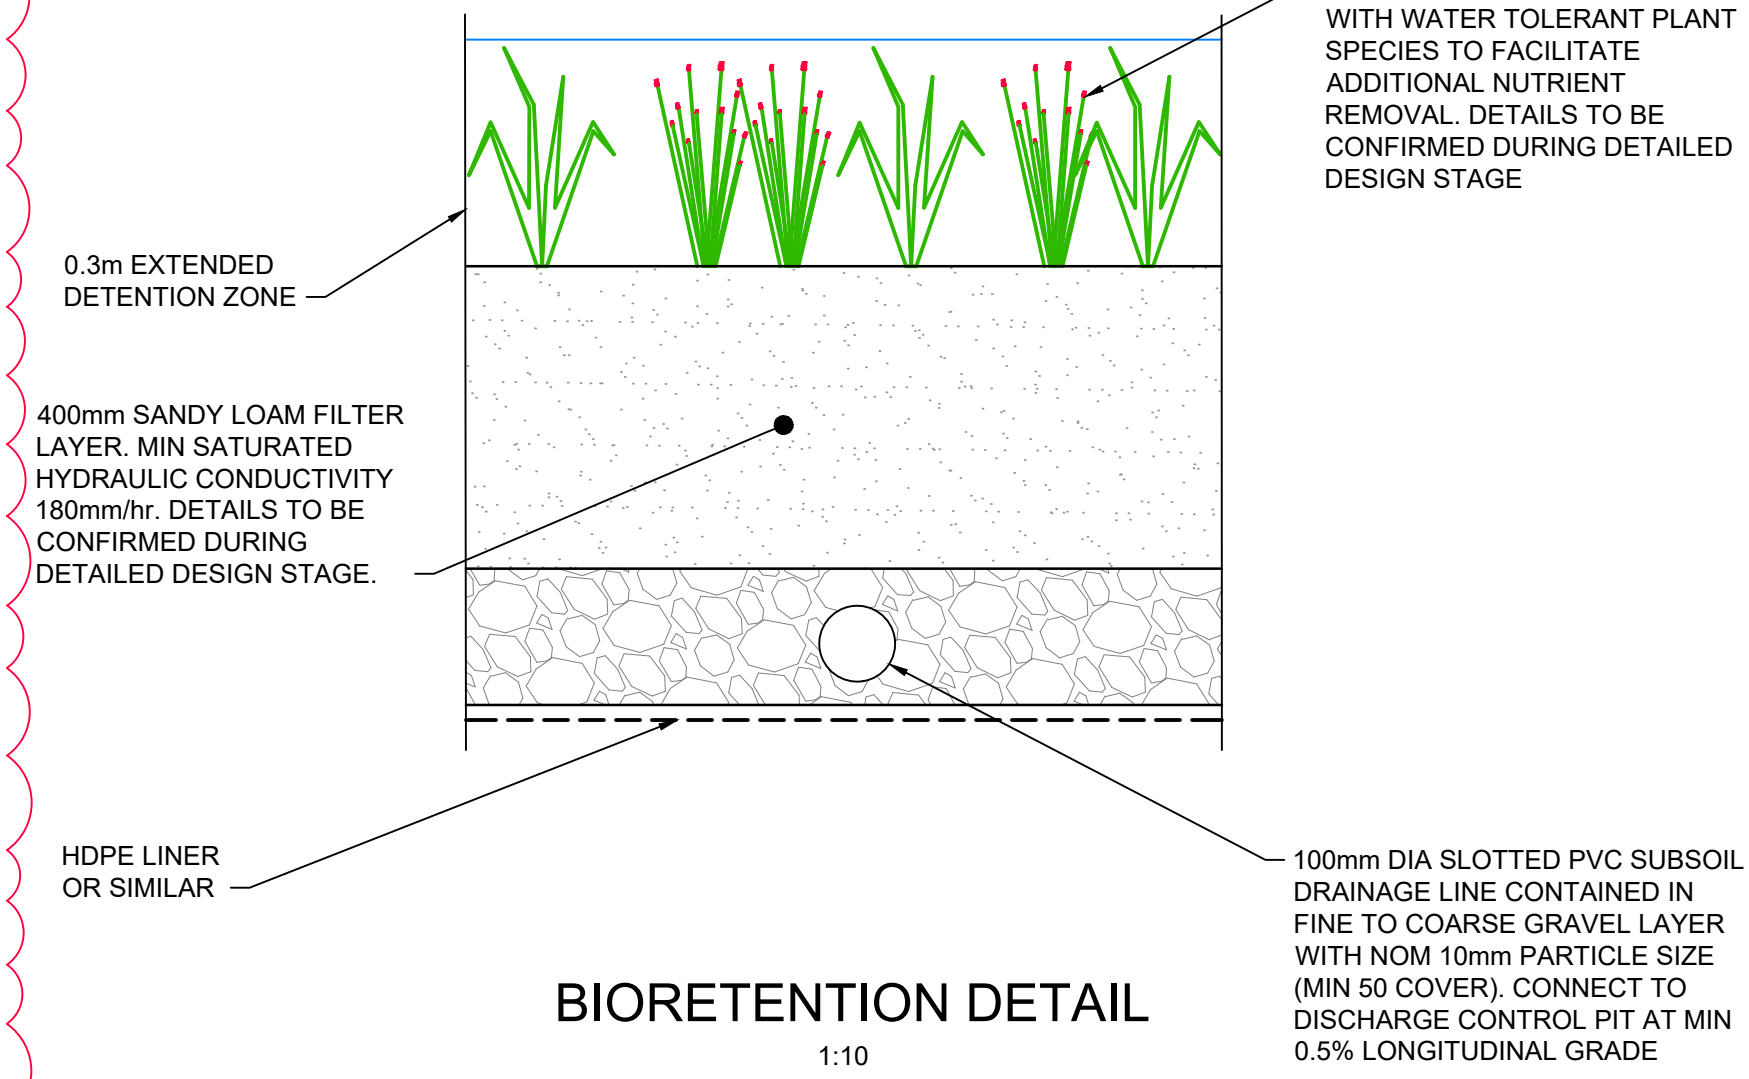 WITH WATER TOLERANT PLANT
SPECIES TO FACILITATE
ADDITIONAL NUTRIENT
REMOVAL. DETAILS TO BE
CONFIRMED DURING DETAILED
DESIGN STAGE
0.3m EXTENDED
DETENTION ZONE
400mm SANDY LOAM FILTER
LAYER. MIN SATURATED
HYDRAULIC CONDUCTIVITY
180mm/hr. DETAILS TO BE
CONFIRMED DURING
DETAILED DESIGN STAGE.
HDPE LINER
OR SIMILAR
100mm DIA SLOTTED PVC SUBSOIL
DRAINAGE LINE CONTAINED IN
FINE TO COARSE GRAVEL LAYER
WITH NOM 10mm PARTICLE SIZE
(MIN 50 COVER). CONNECT TO
DISCHARGE CONTROL PIT AT MIN
0.5% LONGITUDINAL GRADE
BIORETENTION DETAIL
1:10